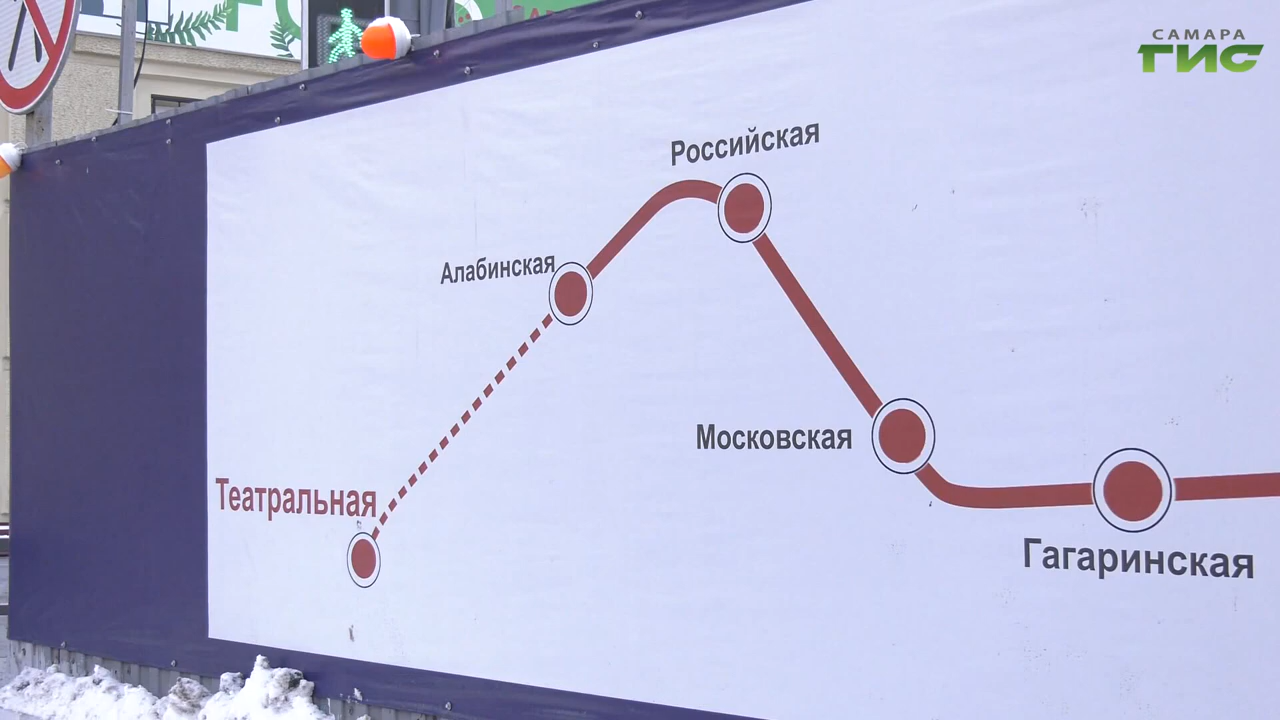 САМАРА
ГИС
Российская
Алабинская
Московская
Театральная
Гагаринская